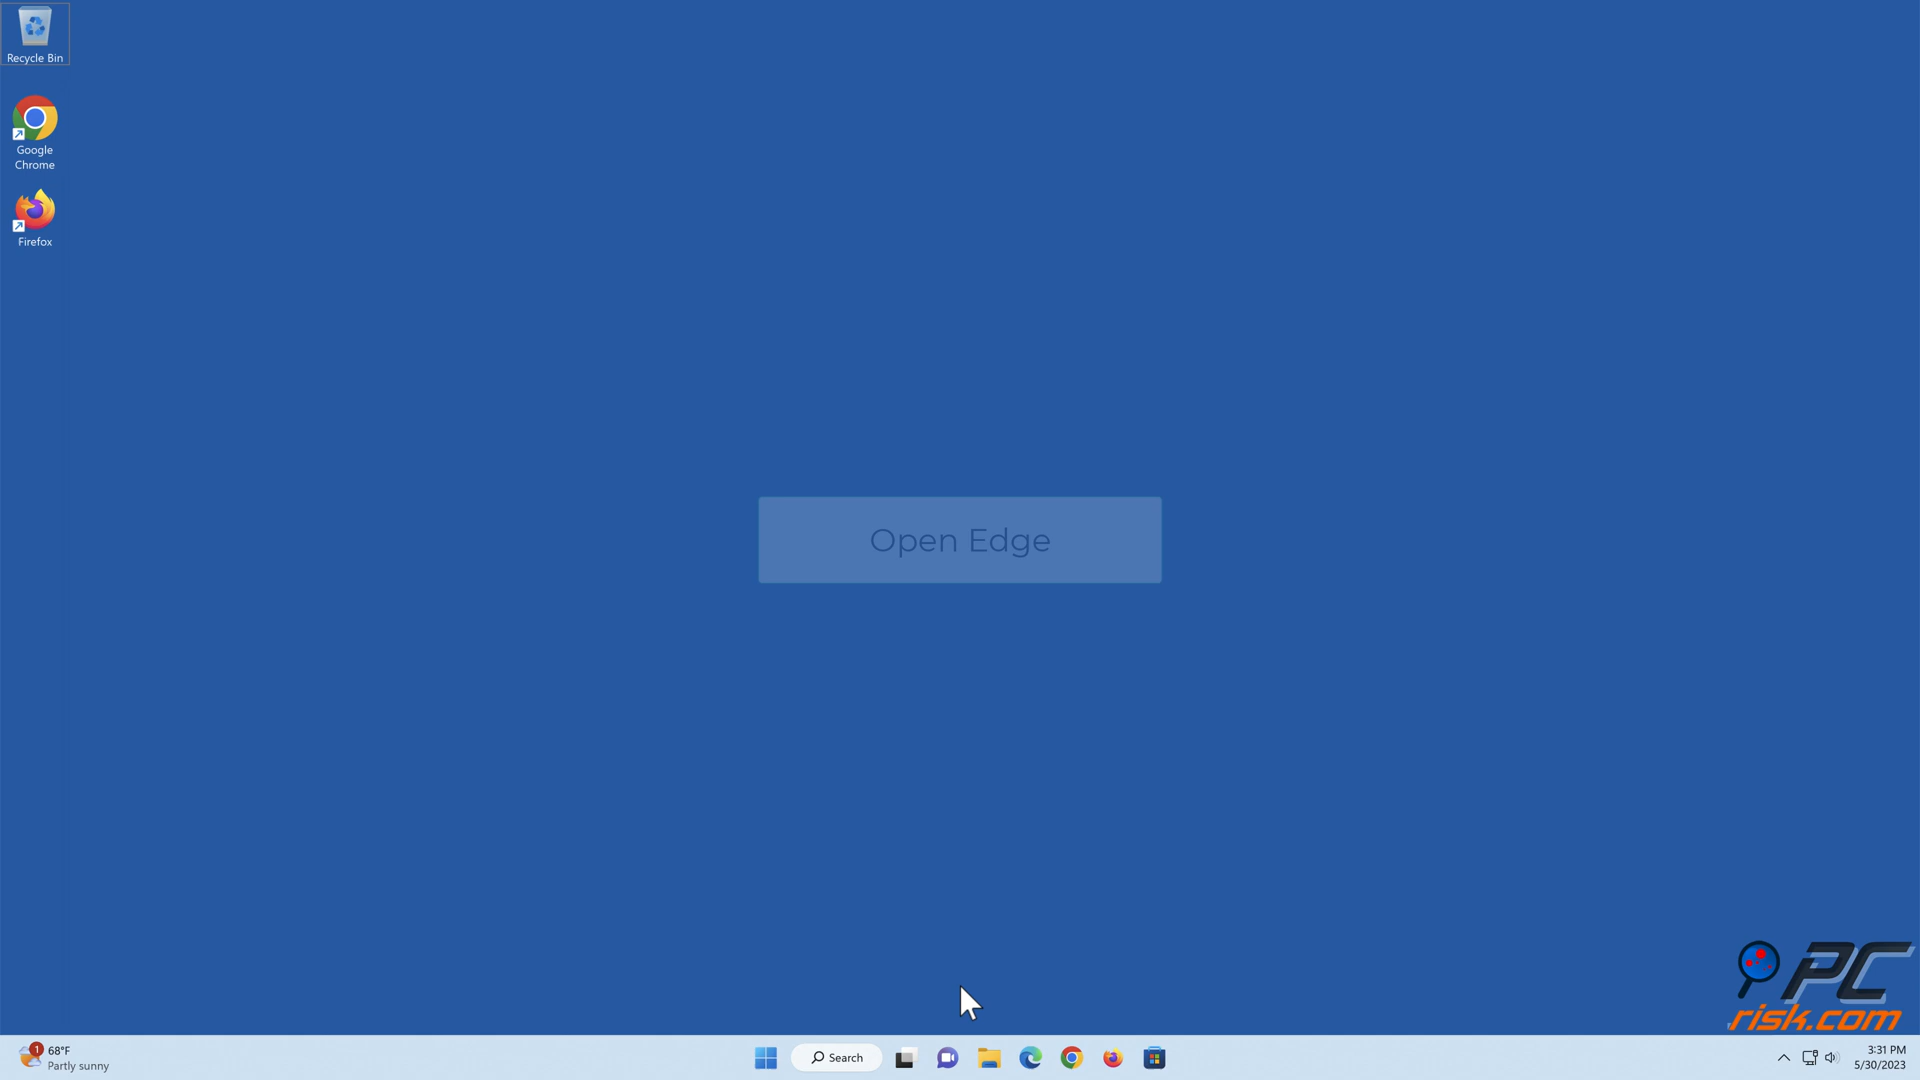 Recycle Bin
Google
Chrome
Firefox
Open Edge
PC
risk.com
1
68°F
Partly sunny
Search
3:31 PM
5/30/2023